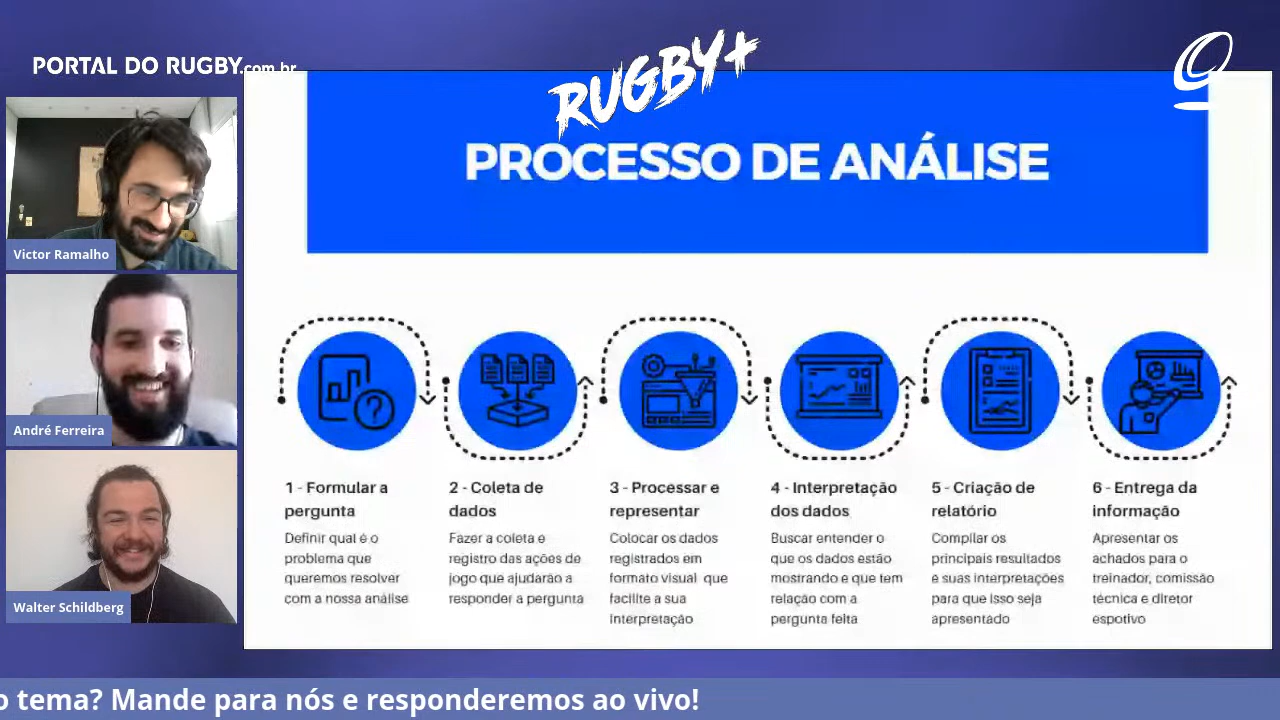 PORTAL DO RUGBY.com.br
RUGBY+
PROCESSO DE ANÁLISE
Victor Ramalho
André Ferreira
Walter Schildberg
1 - Formular a
pergunta
Definir qual é o
problema que
queremos resolver
com a nossa análise
2 - Coleta de
dados
Fazer a coleta e
registro das ações de
jogo que ajudarão a
responder a pergunta
3 - Processar e
representar
Colocar os dados
registrados em
formato visual que
facilite a sua
interpretação
4 - Interpretação
dos dados
Buscar entender o
que os dados estão
mostrando e que tem
relação com a
pergunta feita
5 - Criação de
relatório
Compilar os
principais resultados
e suas interpretações
para que isso seja
apresentado
6 - Entrega da
informação
Apresentar os
achados para o
treinador, comissão
técnica e diretor
espotivo
o tema? Mande para nós e responderemos ao vivo!